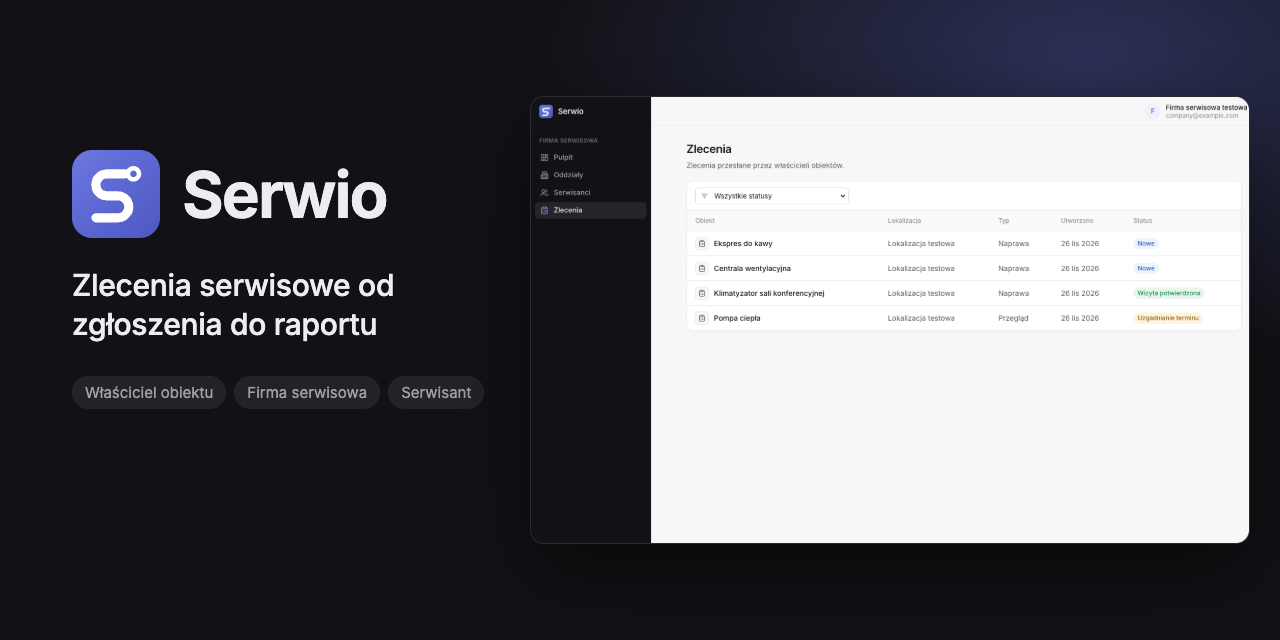 Serwio
Zlecenia serwisowe od
zgłoszenia do raportu
Właściciel obiektu Firma serwisowa Serwisant
Serwio
FIRMA SERWISOWA
Pulpit
Oddziały
Serwisanci
Zlecenia
F Firma serwisowa testowa
company@example.com
Zlecenia
Zlecenia przesłane przez właścicieli obiektów.
Wszystkie statusy
Obiekt Lokalizacja Typ Utworzono Status
Ekspres do kawy Lokalizacja testowa Naprawa 26 lis 2026 Nowe
Centrala wentylacyjna Lokalizacja testowa Naprawa 26 lis 2026 Nowe
Klimatyzator sali konferencyjnej Lokalizacja testowa Naprawa 26 lis 2026 Wizyta potwierdzona
Pompa ciepła Lokalizacja testowa Przegląd 26 lis 2026 Uzgadnianie terminu